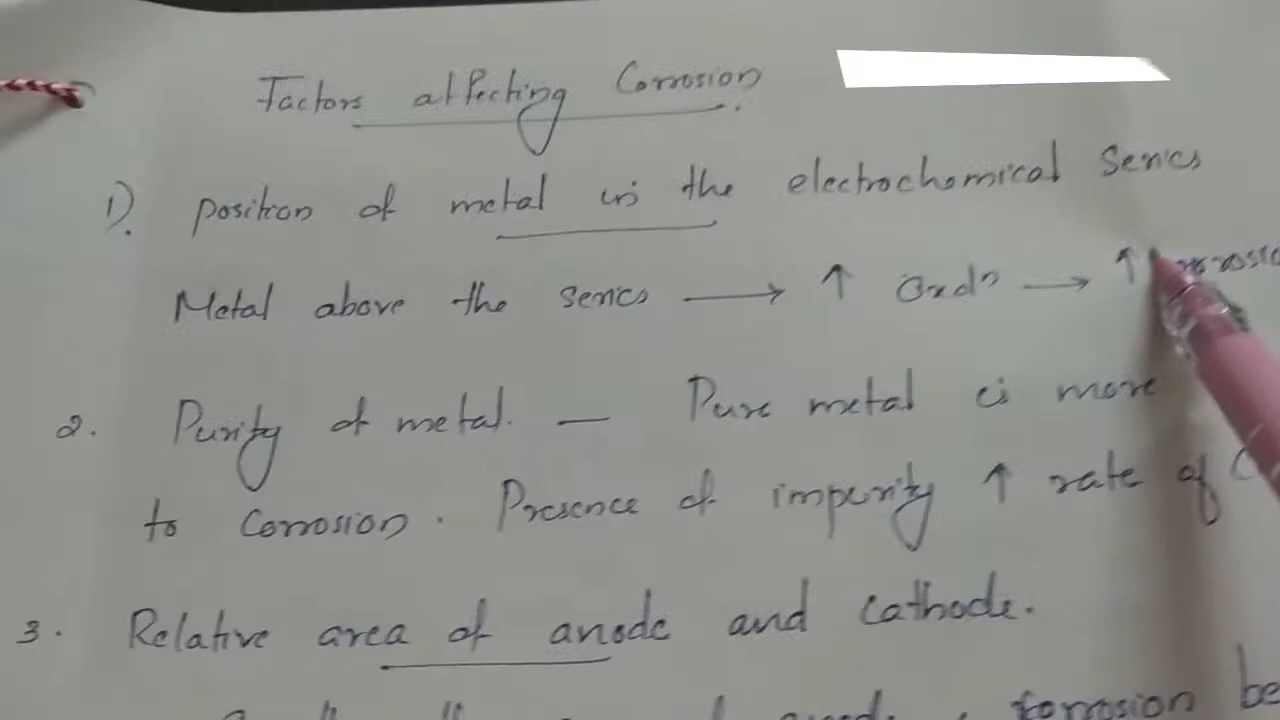 Factors affecting Corrosion
1). Position of metal in the electrochemical series
Metal above the series → ↑ Oxdn → ↑
2. Purity of metal. — Pure metal is more
to corrosion. Presence of impurity ↑ rate of
3. Relative area of anode and cathode.
corrosion be